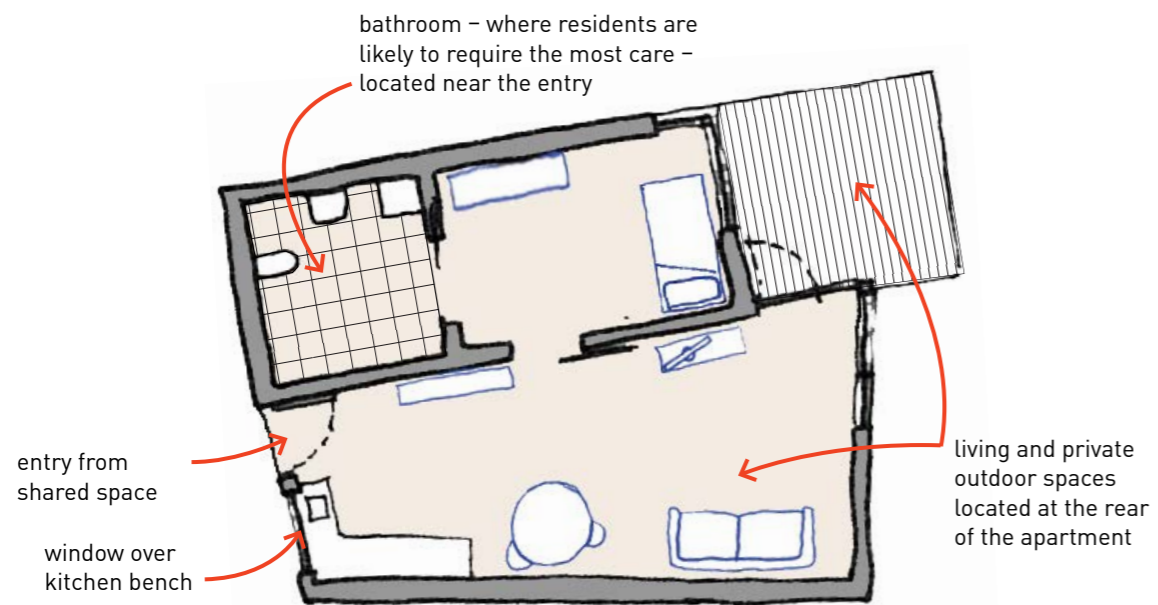 bathroom – where residents are
likely to require the most care –
located near the entry
entry from
shared space
window over
kitchen bench
living and private
outdoor spaces
located at the rear
of the apartment